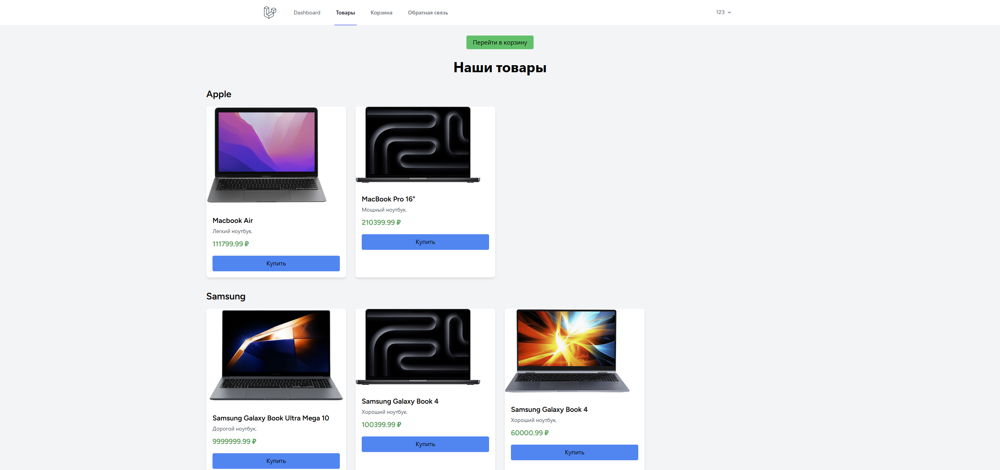 Dashboard Товары Корзина Обратная связь 123
Перейти в корзину
Наши товары
Apple
Macbook Air
Легкий ноутбук.
111799.99 ₽
Купить
MacBook Pro 16"
Мощный ноутбук.
210399.99 ₽
Купить
Samsung
Samsung Galaxy Book Ultra Mega 10
Дорогой ноутбук.
9999999.99 ₽
Купить
Samsung Galaxy Book 4
Хороший ноутбук.
100399.99 ₽
Купить
Samsung Galaxy Book 4
Хороший ноутбук.
60000.99 ₽
Купить